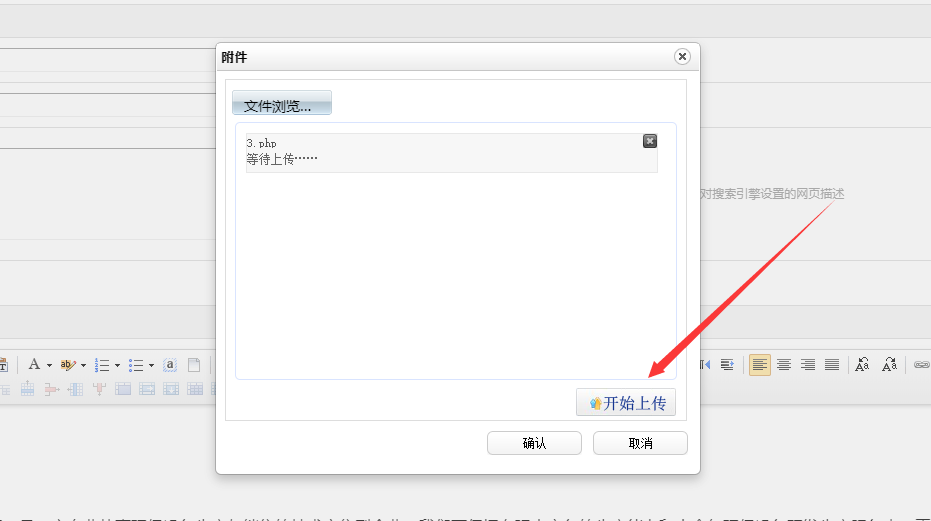 附件
文件浏览...
3.php
等待上传……
对搜索引擎设置的网页描述
开始上传
确认
取消